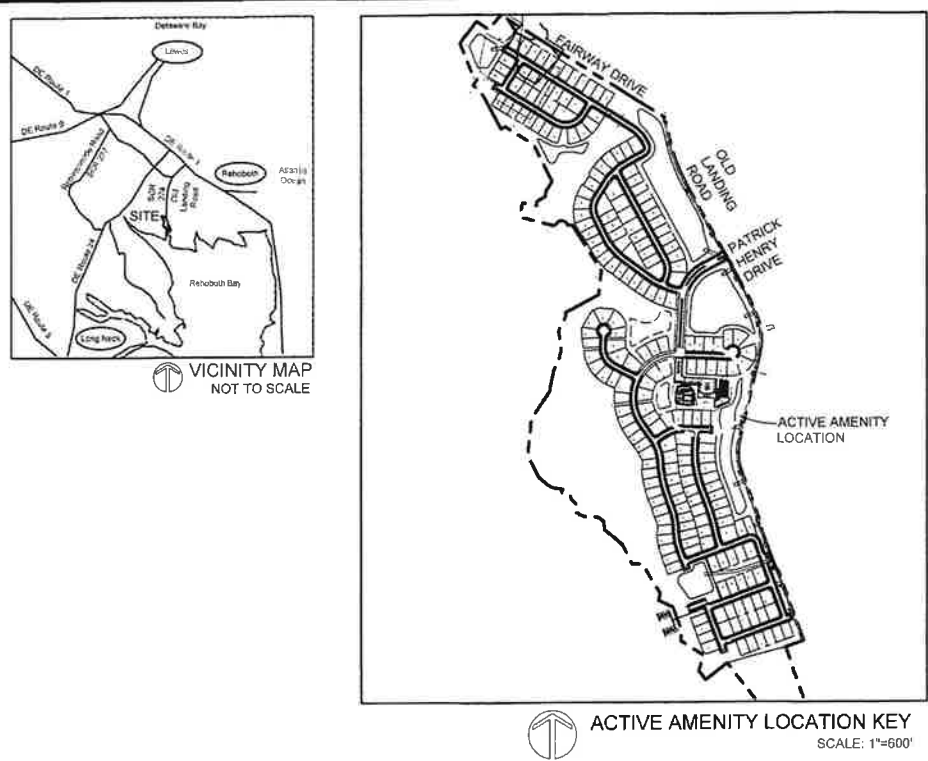 Delaware Bay
Lewes
DE Route 1
DE Route 9
DE Route 1
SCR 277
Rehoboth
Atlantic
Ocean
SCR
274
Old
Landing
Road
SITE
DE Route 24
Rehoboth Bay
DE Route 5
Long Neck
VICINITY MAP
NOT TO SCALE
FAIRWAY DRIVE
OLD
LANDING
ROAD
PATRICK
HENRY
DRIVE
ACTIVE AMENITY
LOCATION
ACTIVE AMENITY LOCATION KEY
SCALE: 1"=600'